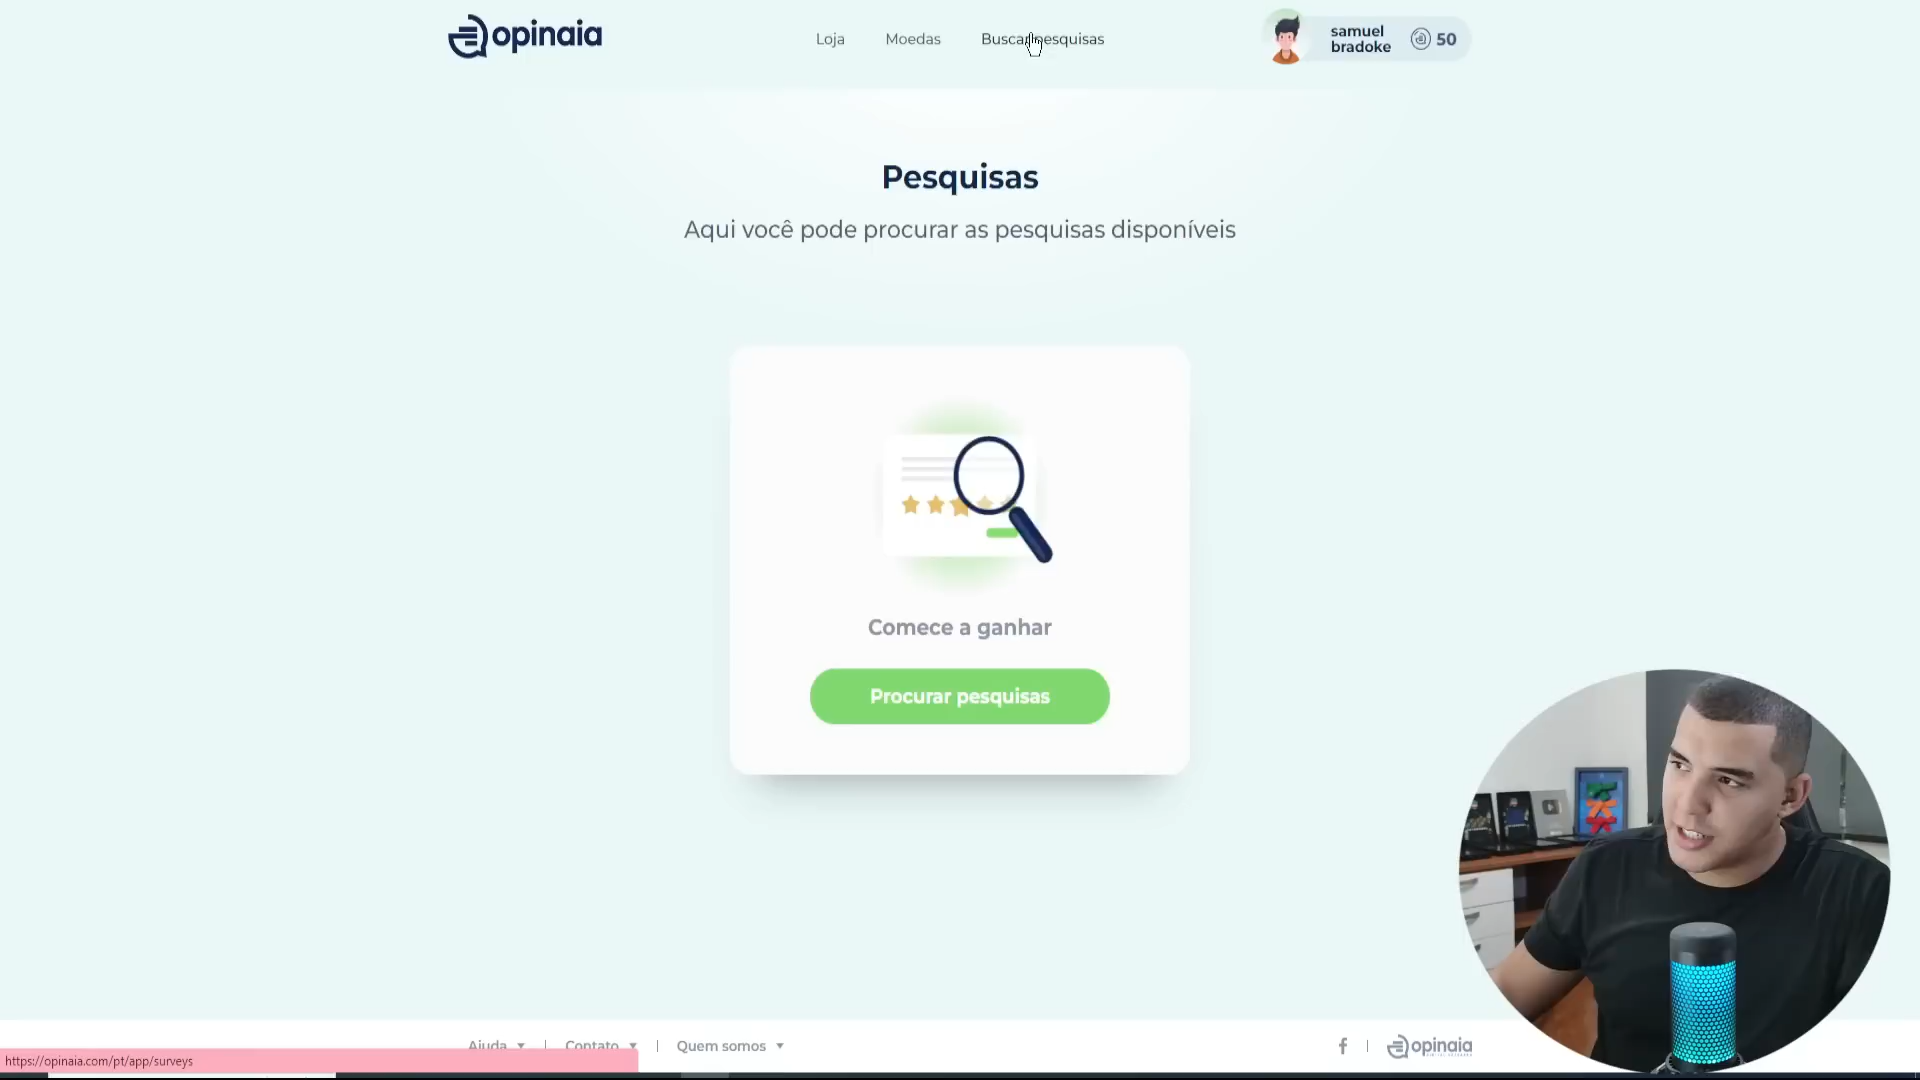 opinaia
Loja
Moedas
Buscar pesquisas
samuel
bradoke
50
Pesquisas
Aqui você pode procurar as pesquisas disponíveis
Comece a ganhar
Procurar pesquisas
Ajuda
Contato
Quem somos
opinaia
https://opinaia.com/pt/app/surveys